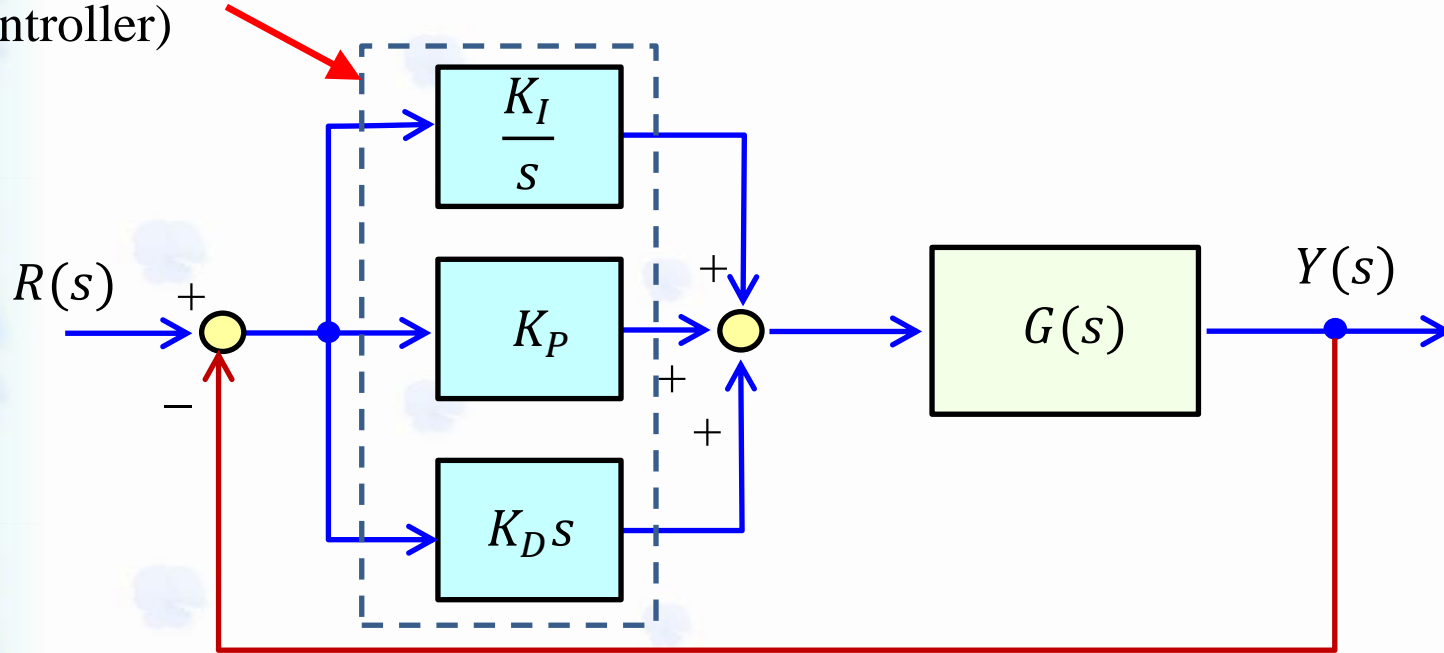 ntroller)
K_I
s
R(s)
+
−
K_P
+
+
+
G(s)
Y(s)
K_D s